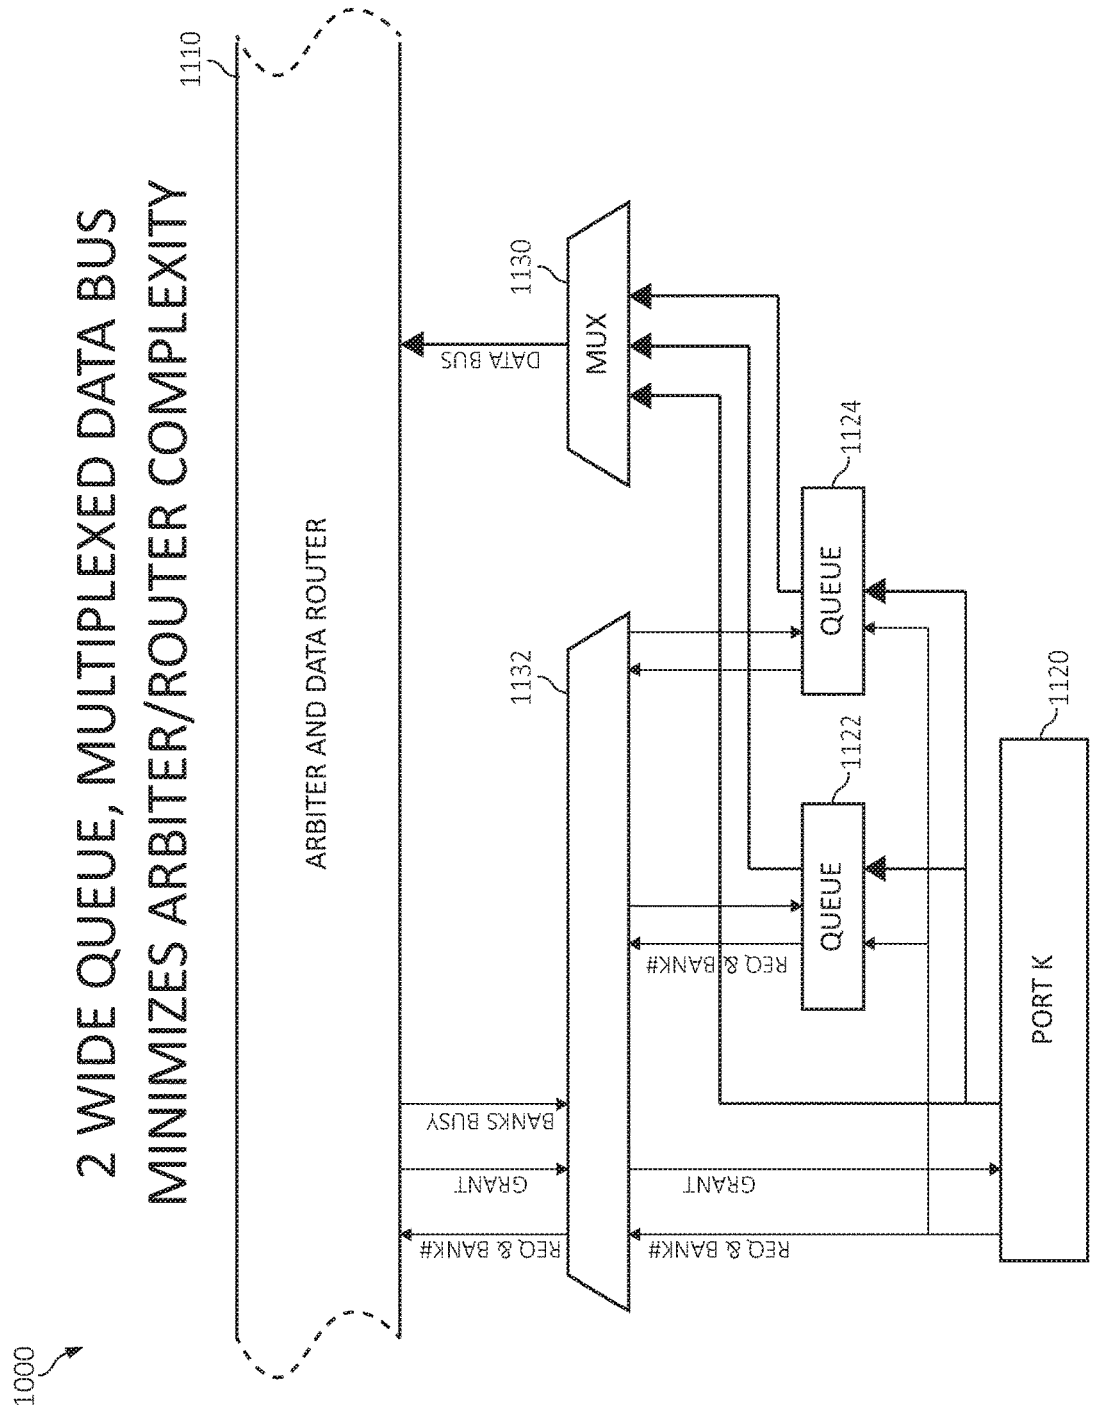 1000
2 WIDE QUEUE, MULTIPLEXED DATA BUS
MINIMIZES ARBITER/ROUTER COMPLEXITY
1110
ARBITER AND DATA ROUTER
REQ & BANK#
GRANT
BANKS BUSY
DATA BUS
1132
MUX
1130
REQ & BANK#
GRANT
REQ & BANK#
QUEUE
1122
QUEUE
1124
PORT K
1120